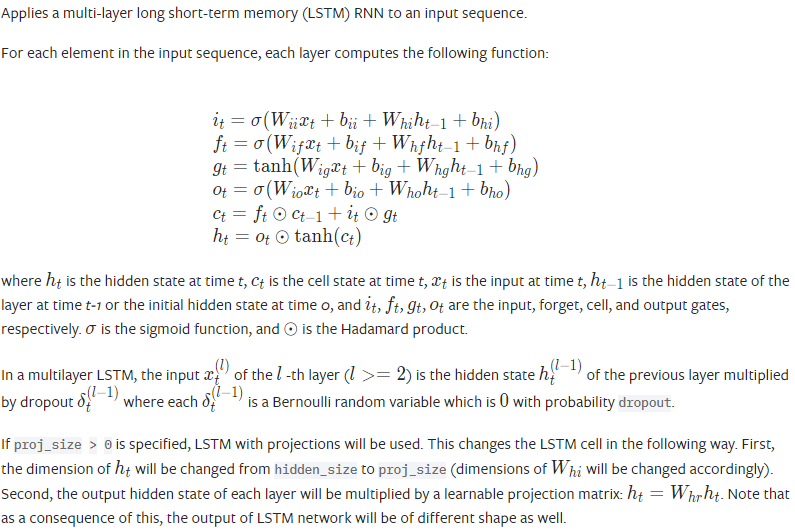 Applies a multi-layer long short-term memory (LSTM) RNN to an input sequence.
For each element in the input sequence, each layer computes the following function:
i_t = σ(W_{ii}x_t + b_{ii} + W_{hi}h_{t−1} + b_{hi})
f_t = σ(W_{if}x_t + b_{if} + W_{hf}h_{t−1} + b_{hf})
g_t = tanh(W_{ig}x_t + b_{ig} + W_{hg}h_{t−1} + b_{hg})
o_t = σ(W_{io}x_t + b_{io} + W_{ho}h_{t−1} + b_{ho})
c_t = f_t ⊙ c_{t−1} + i_t ⊙ g_t
h_t = o_t ⊙ tanh(c_t)
where h_t is the hidden state at time t, c_t is the cell state at time t, x_t is the input at time t, h_{t−1} is the hidden state of the
layer at time t-1 or the initial hidden state at time 0, and i_t, f_t, g_t, o_t are the input, forget, cell, and output gates,
respectively. σ is the sigmoid function, and ⊙ is the Hadamard product.
In a multilayer LSTM, the input x_t^{(l)} of the l -th layer (l >= 2) is the hidden state h_t^{(l−1)} of the previous layer multiplied
by dropout δ_t^{(l−1)} where each δ_t^{(l−1)} is a Bernoulli random variable which is 0 with probability dropout.
If proj_size > 0 is specified, LSTM with projections will be used. This changes the LSTM cell in the following way. First,
the dimension of h_t will be changed from hidden_size to proj_size (dimensions of W_{hi} will be changed accordingly).
Second, the output hidden state of each layer will be multiplied by a learnable projection matrix: h_t = W_{hr}h_t. Note that
as a consequence of this, the output of LSTM network will be of different shape as well.